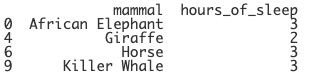 mammal hours_of_sleep
0 African Elephant 3
4 Giraffe 2
6 Horse 3
9 Killer Whale 3